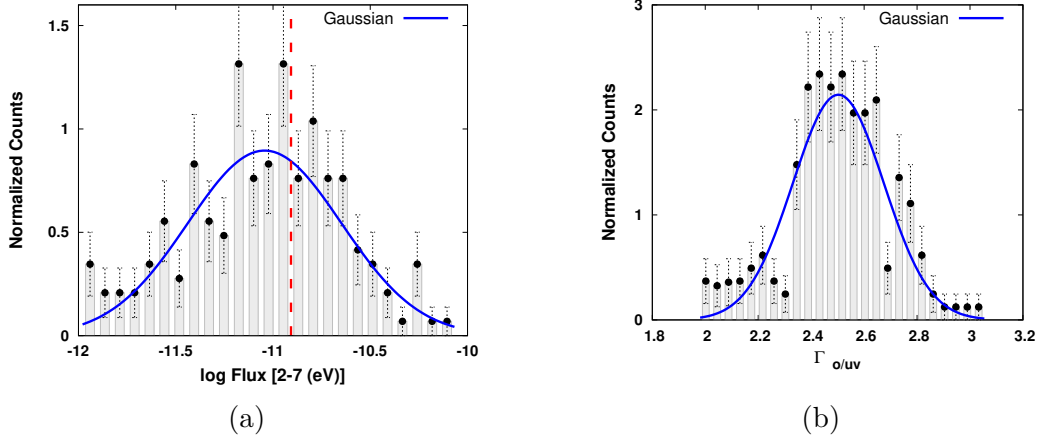 Gaussian
Normalized Counts
1.5
1
0.5
0
-12
-11.5
-11
-10.5
-10
log Flux [2-7 (eV)]
(a)
Gaussian
Normalized Counts
3
2
1
0
1.8
2
2.2
2.4
2.6
2.8
3
3.2
Γ o/uv
(b)